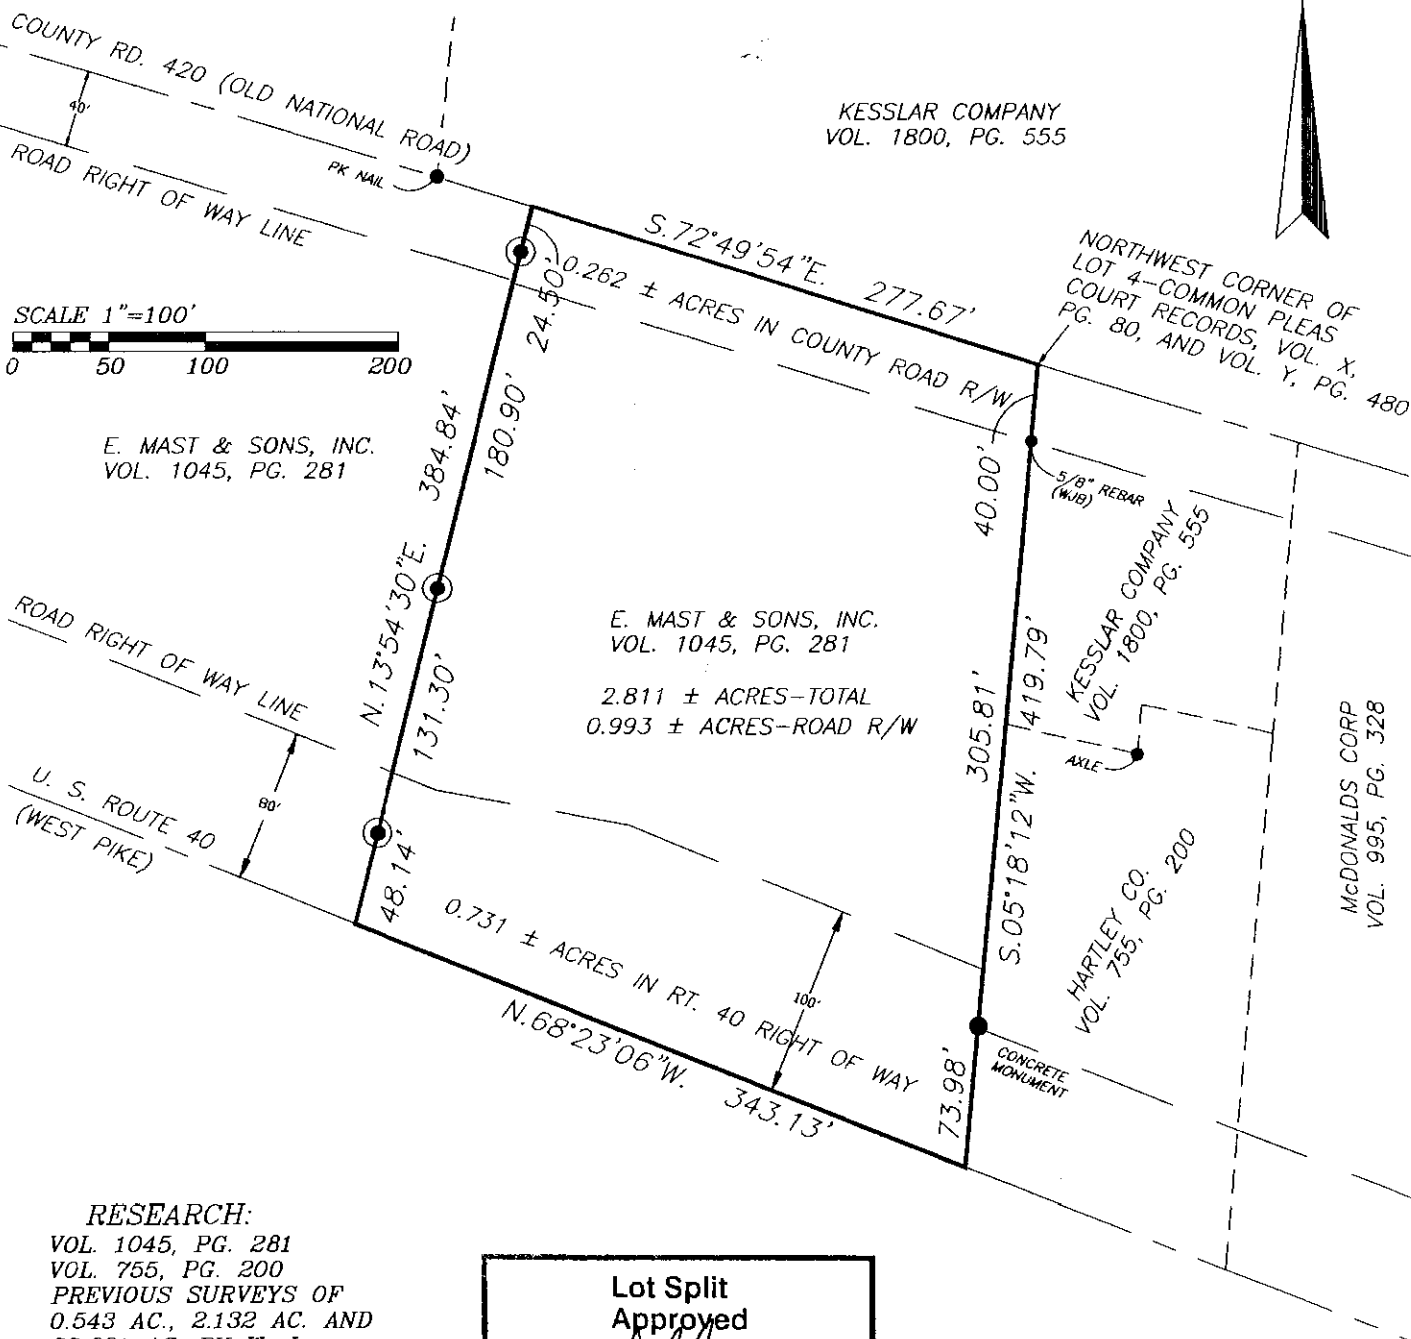 COUNTY RD. 420 (OLD NATIONAL ROAD)
40'
ROAD RIGHT OF WAY LINE
PK NAIL
KESSLAR COMPANY
VOL. 1800, PG. 555
S.72°49'54"E. 277.67'
NORTHWEST CORNER OF
LOT 4-COMMON PLEAS
COURT RECORDS, VOL. X,
PG. 80, AND VOL. Y, PG. 480
0.262 ± ACRES IN COUNTY ROAD R/W
24.50'
SCALE 1"=100'
0 50 100 200
E. MAST & SONS, INC.
VOL. 1045, PG. 281
N.13°54'30"E. 384.84'
180.90'
40.00'
5/8" REBAR
(WJB)
KESSLAR COMPANY
VOL. 1800, PG. 555
E. MAST & SONS, INC.
VOL. 1045, PG. 281
2.811 ± ACRES-TOTAL
0.993 ± ACRES-ROAD R/W
131.30'
305.81'
S.05°18'12"W. 419.79'
AXLE
McDONALDS CORP
VOL. 995, PG. 328
ROAD RIGHT OF WAY LINE
U. S. ROUTE 40
(WEST PIKE)
80'
48.14'
0.731 ± ACRES IN RT. 40 RIGHT OF WAY
100'
N.68°23'06"W. 343.13'
HARTLEY CO.
VOL. 755, PG. 200
73.98'
CONCRETE
MONUMENT
RESEARCH:
VOL. 1045, PG. 281
VOL. 755, PG. 200
PREVIOUS SURVEYS OF
0.543 AC., 2.132 AC. AND
Lot Split
Approved